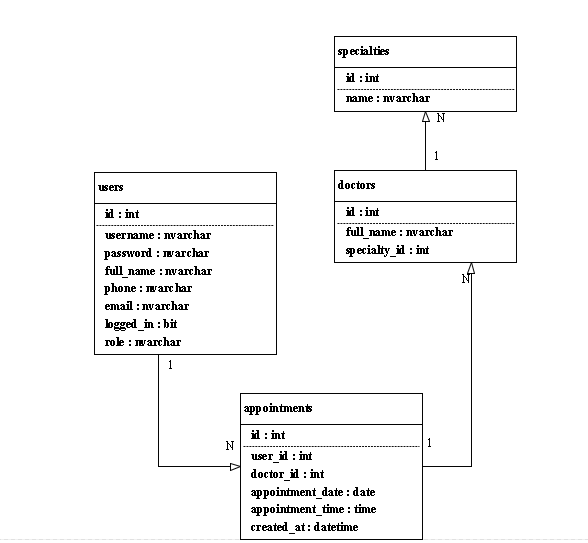 specialties
id : int
name : nvarchar
N
1
users
id : int
username : nvarchar
password : nvarchar
full_name : nvarchar
phone : nvarchar
email : nvarchar
logged_in : bit
role : nvarchar
1
doctors
id : int
full_name : nvarchar
specialty_id : int
N
appointments
id : int
user_id : int
doctor_id : int
appointment_date : date
appointment_time : time
created_at : datetime
N
1